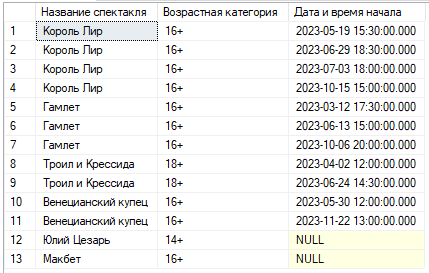 Название спектакля Возрастная категория Дата и время начала
1 Король Лир 16+ 2023-05-19 15:30:00.000
2 Король Лир 16+ 2023-06-29 18:30:00.000
3 Король Лир 16+ 2023-07-03 18:00:00.000
4 Король Лир 16+ 2023-10-15 15:00:00.000
5 Гамлет 16+ 2023-03-12 17:30:00.000
6 Гамлет 16+ 2023-06-13 15:00:00.000
7 Гамлет 16+ 2023-10-06 20:00:00.000
8 Троил и Крессида 18+ 2023-04-02 12:00:00.000
9 Троил и Крессида 18+ 2023-06-24 14:30:00.000
10 Венецианский купец 16+ 2023-05-30 12:00:00.000
11 Венецианский купец 16+ 2023-11-22 13:00:00.000
12 Юлий Цезарь 14+ NULL
13 Макбет 16+ NULL